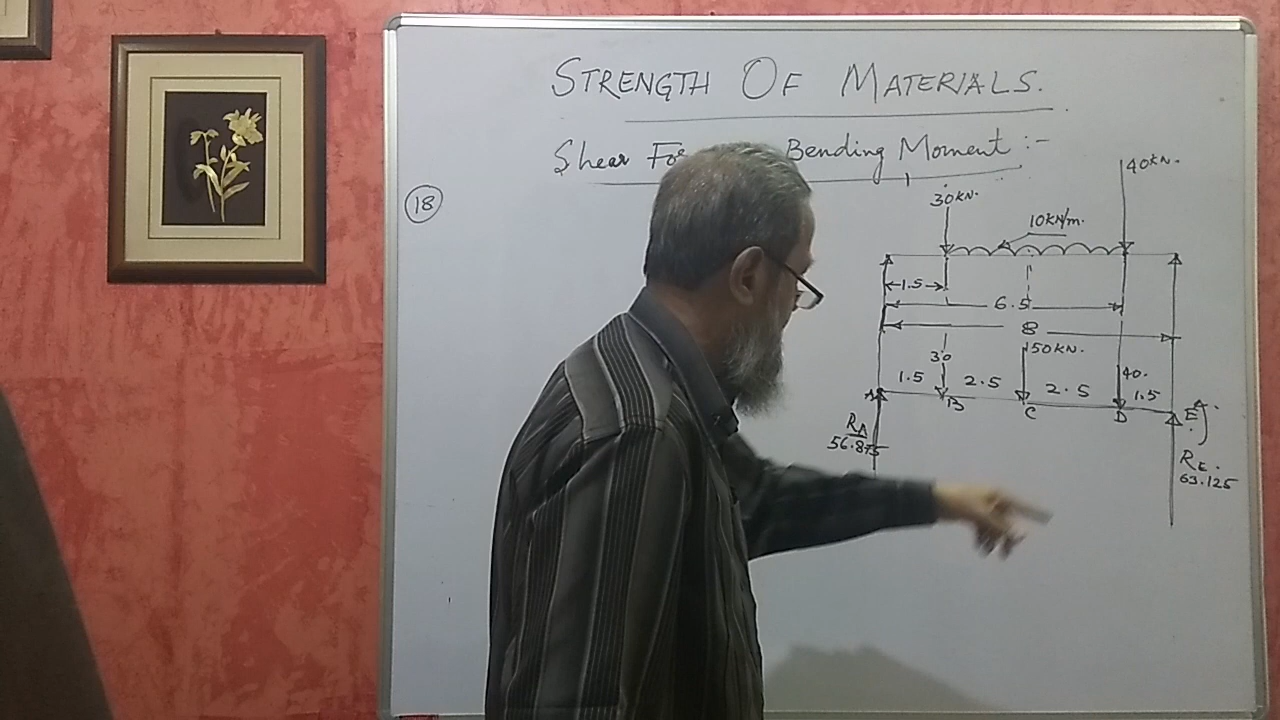 STRENGTH OF MATERIALS.
Shear For Bending Moment :-
18
40KN.
30KN.
10KN/m.
1.5
6.5
8
30
50KN.
40.
1.5 2.5 2.5 1.5
A B C D E
RA
56.875
RE.
63.125